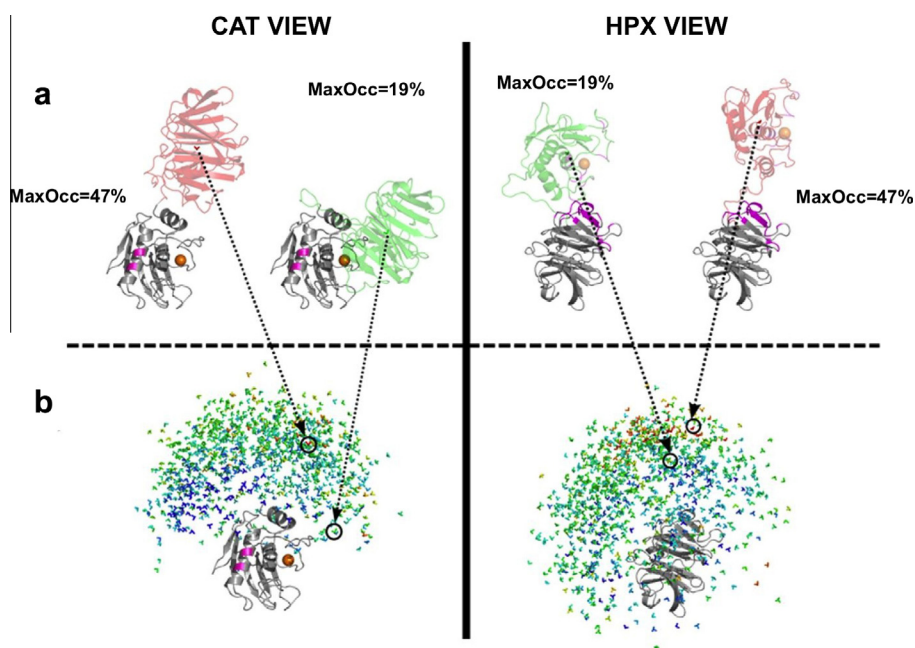 CAT VIEW
HPX VIEW
a
MaxOcc=19%
MaxOcc=19%
MaxOcc=47%
MaxOcc=47%
b